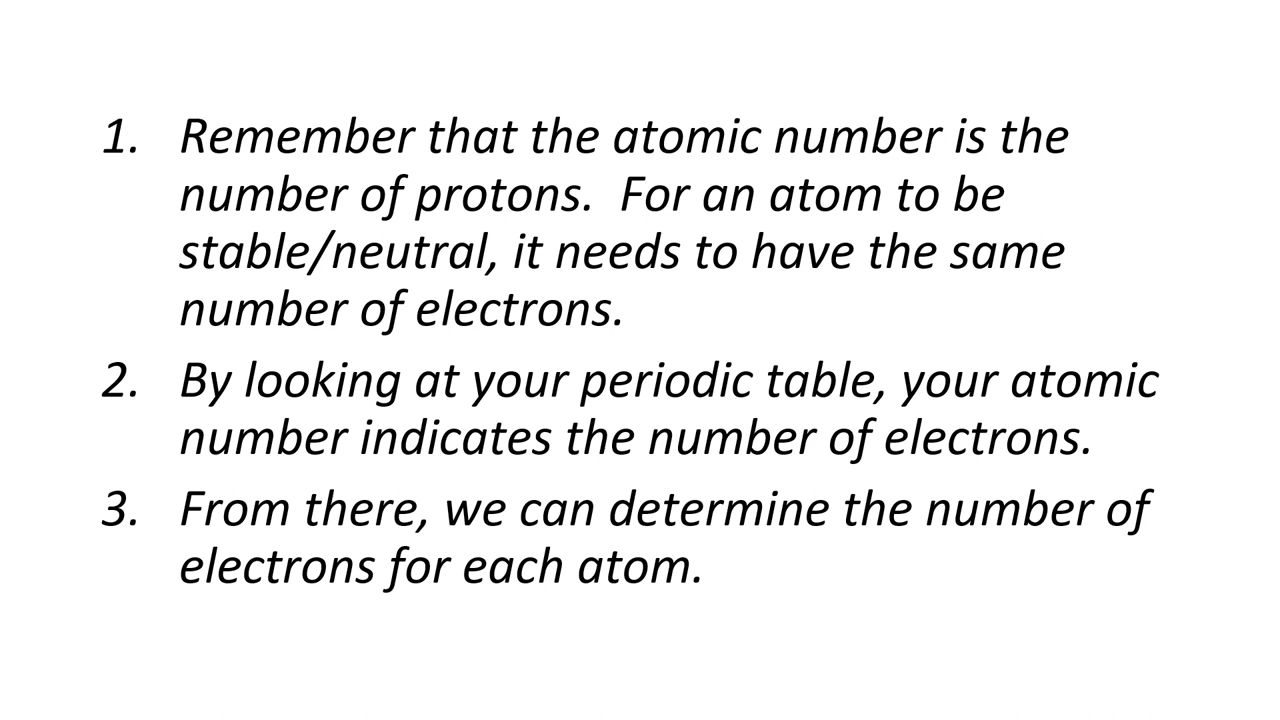 1. Remember that the atomic number is the
number of protons.  For an atom to be
stable/neutral, it needs to have the same
number of electrons.
2. By looking at your periodic table, your atomic
number indicates the number of electrons.
3. From there, we can determine the number of
electrons for each atom.